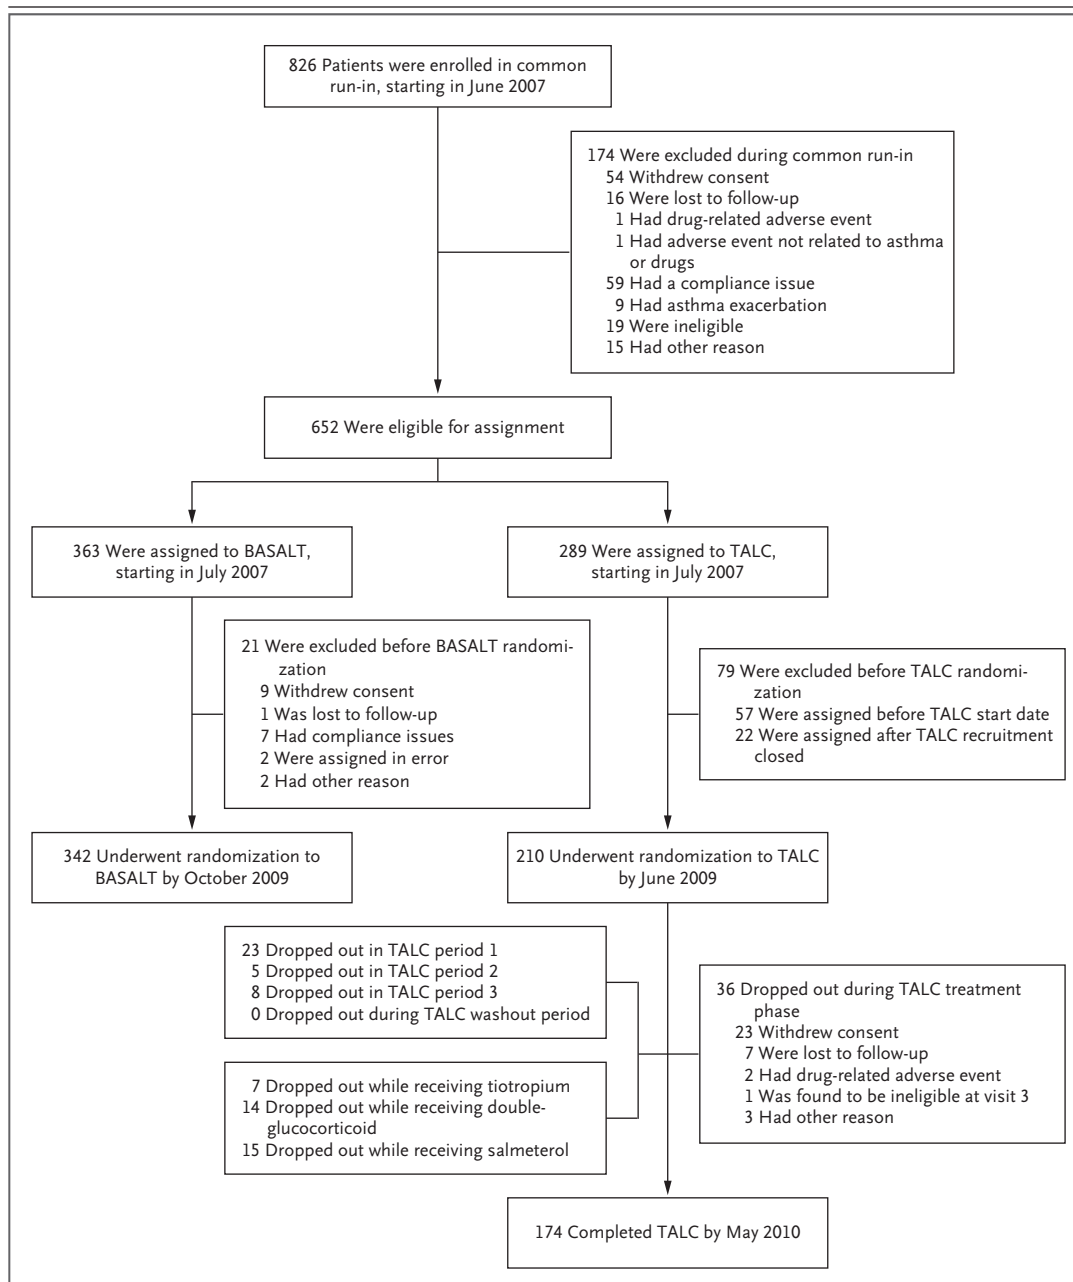 826 Patients were enrolled in common
run-in, starting in June 2007
174 Were excluded during common run-in
54 Withdrew consent
16 Were lost to follow-up
1 Had drug-related adverse event
1 Had adverse event not related to asthma
or drugs
59 Had a compliance issue
9 Had asthma exacerbation
19 Were ineligible
15 Had other reason
652 Were eligible for assignment
363 Were assigned to BASALT,
starting in July 2007
289 Were assigned to TALC,
starting in July 2007
21 Were excluded before BASALT randomi-
zation
9 Withdrew consent
1 Was lost to follow-up
7 Had compliance issues
2 Were assigned in error
2 Had other reason
79 Were excluded before TALC randomi-
zation
57 Were assigned before TALC start date
22 Were assigned after TALC recruitment
closed
342 Underwent randomization to
BASALT by October 2009
210 Underwent randomization to TALC
by June 2009
23 Dropped out in TALC period 1
5 Dropped out in TALC period 2
8 Dropped out in TALC period 3
0 Dropped out during TALC washout period
36 Dropped out during TALC treatment
phase
23 Withdrew consent
7 Were lost to follow-up
2 Had drug-related adverse event
1 Was found to be ineligible at visit 3
3 Had other reason
7 Dropped out while receiving tiotropium
14 Dropped out while receiving double-
glucocorticoid
15 Dropped out while receiving salmeterol
174 Completed TALC by May 2010